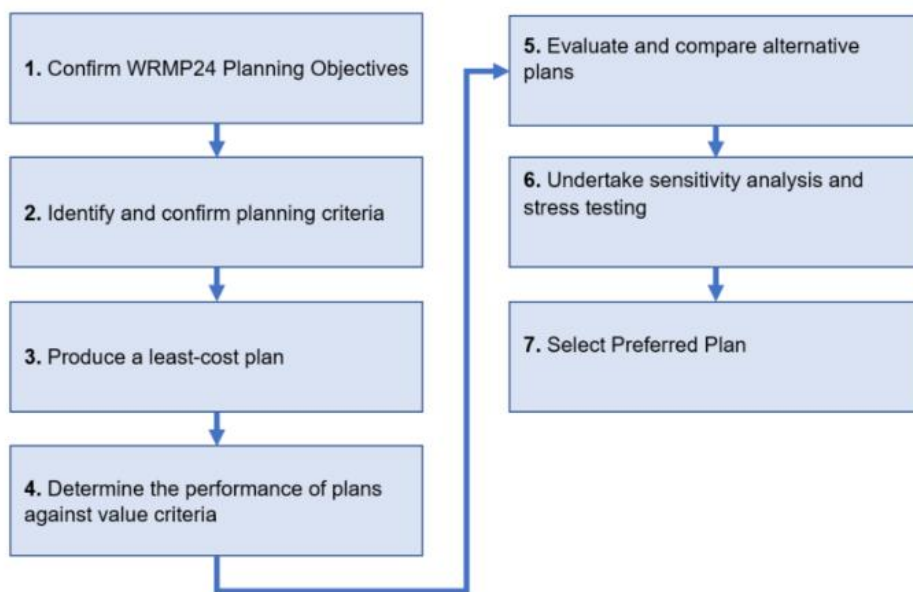 1. Confirm WRMP24 Planning Objectives
2. Identify and confirm planning criteria
3. Produce a least-cost plan
4. Determine the performance of plans
against value criteria
5. Evaluate and compare alternative
plans
6. Undertake sensitivity analysis and
stress testing
7. Select Preferred Plan